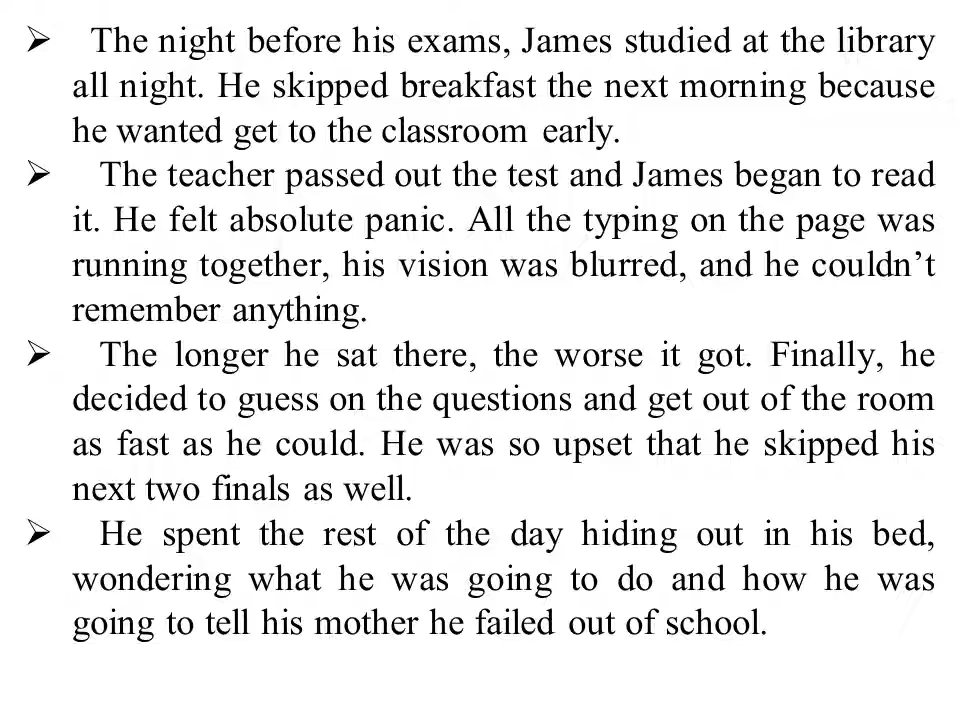 ➢ The night before his exams, James studied at the library
all night. He skipped breakfast the next morning because
he wanted get to the classroom early.
➢ The teacher passed out the test and James began to read
it. He felt absolute panic. All the typing on the page was
running together, his vision was blurred, and he couldn’t
remember anything.
➢ The longer he sat there, the worse it got. Finally, he
decided to guess on the questions and get out of the room
as fast as he could. He was so upset that he skipped his
next two finals as well.
➢ He spent the rest of the day hiding out in his bed,
wondering what he was going to do and how he was
going to tell his mother he failed out of school.